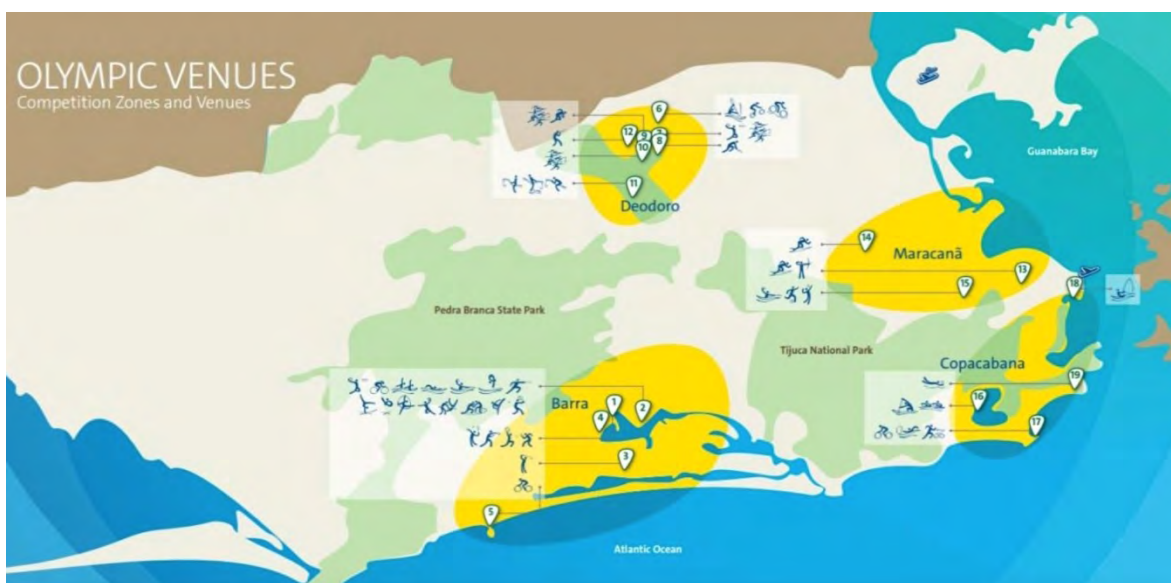 OLYMPIC VENUES
Competition Zones and Venues
6
12
9
8
10
11
Deodoro
Guanabara Bay
14
Maracanã
13
15
18
Pedra Branca State Park
Tijuca National Park
Copacabana
19
16
17
Barra
1
2
4
3
5
Atlantic Ocean